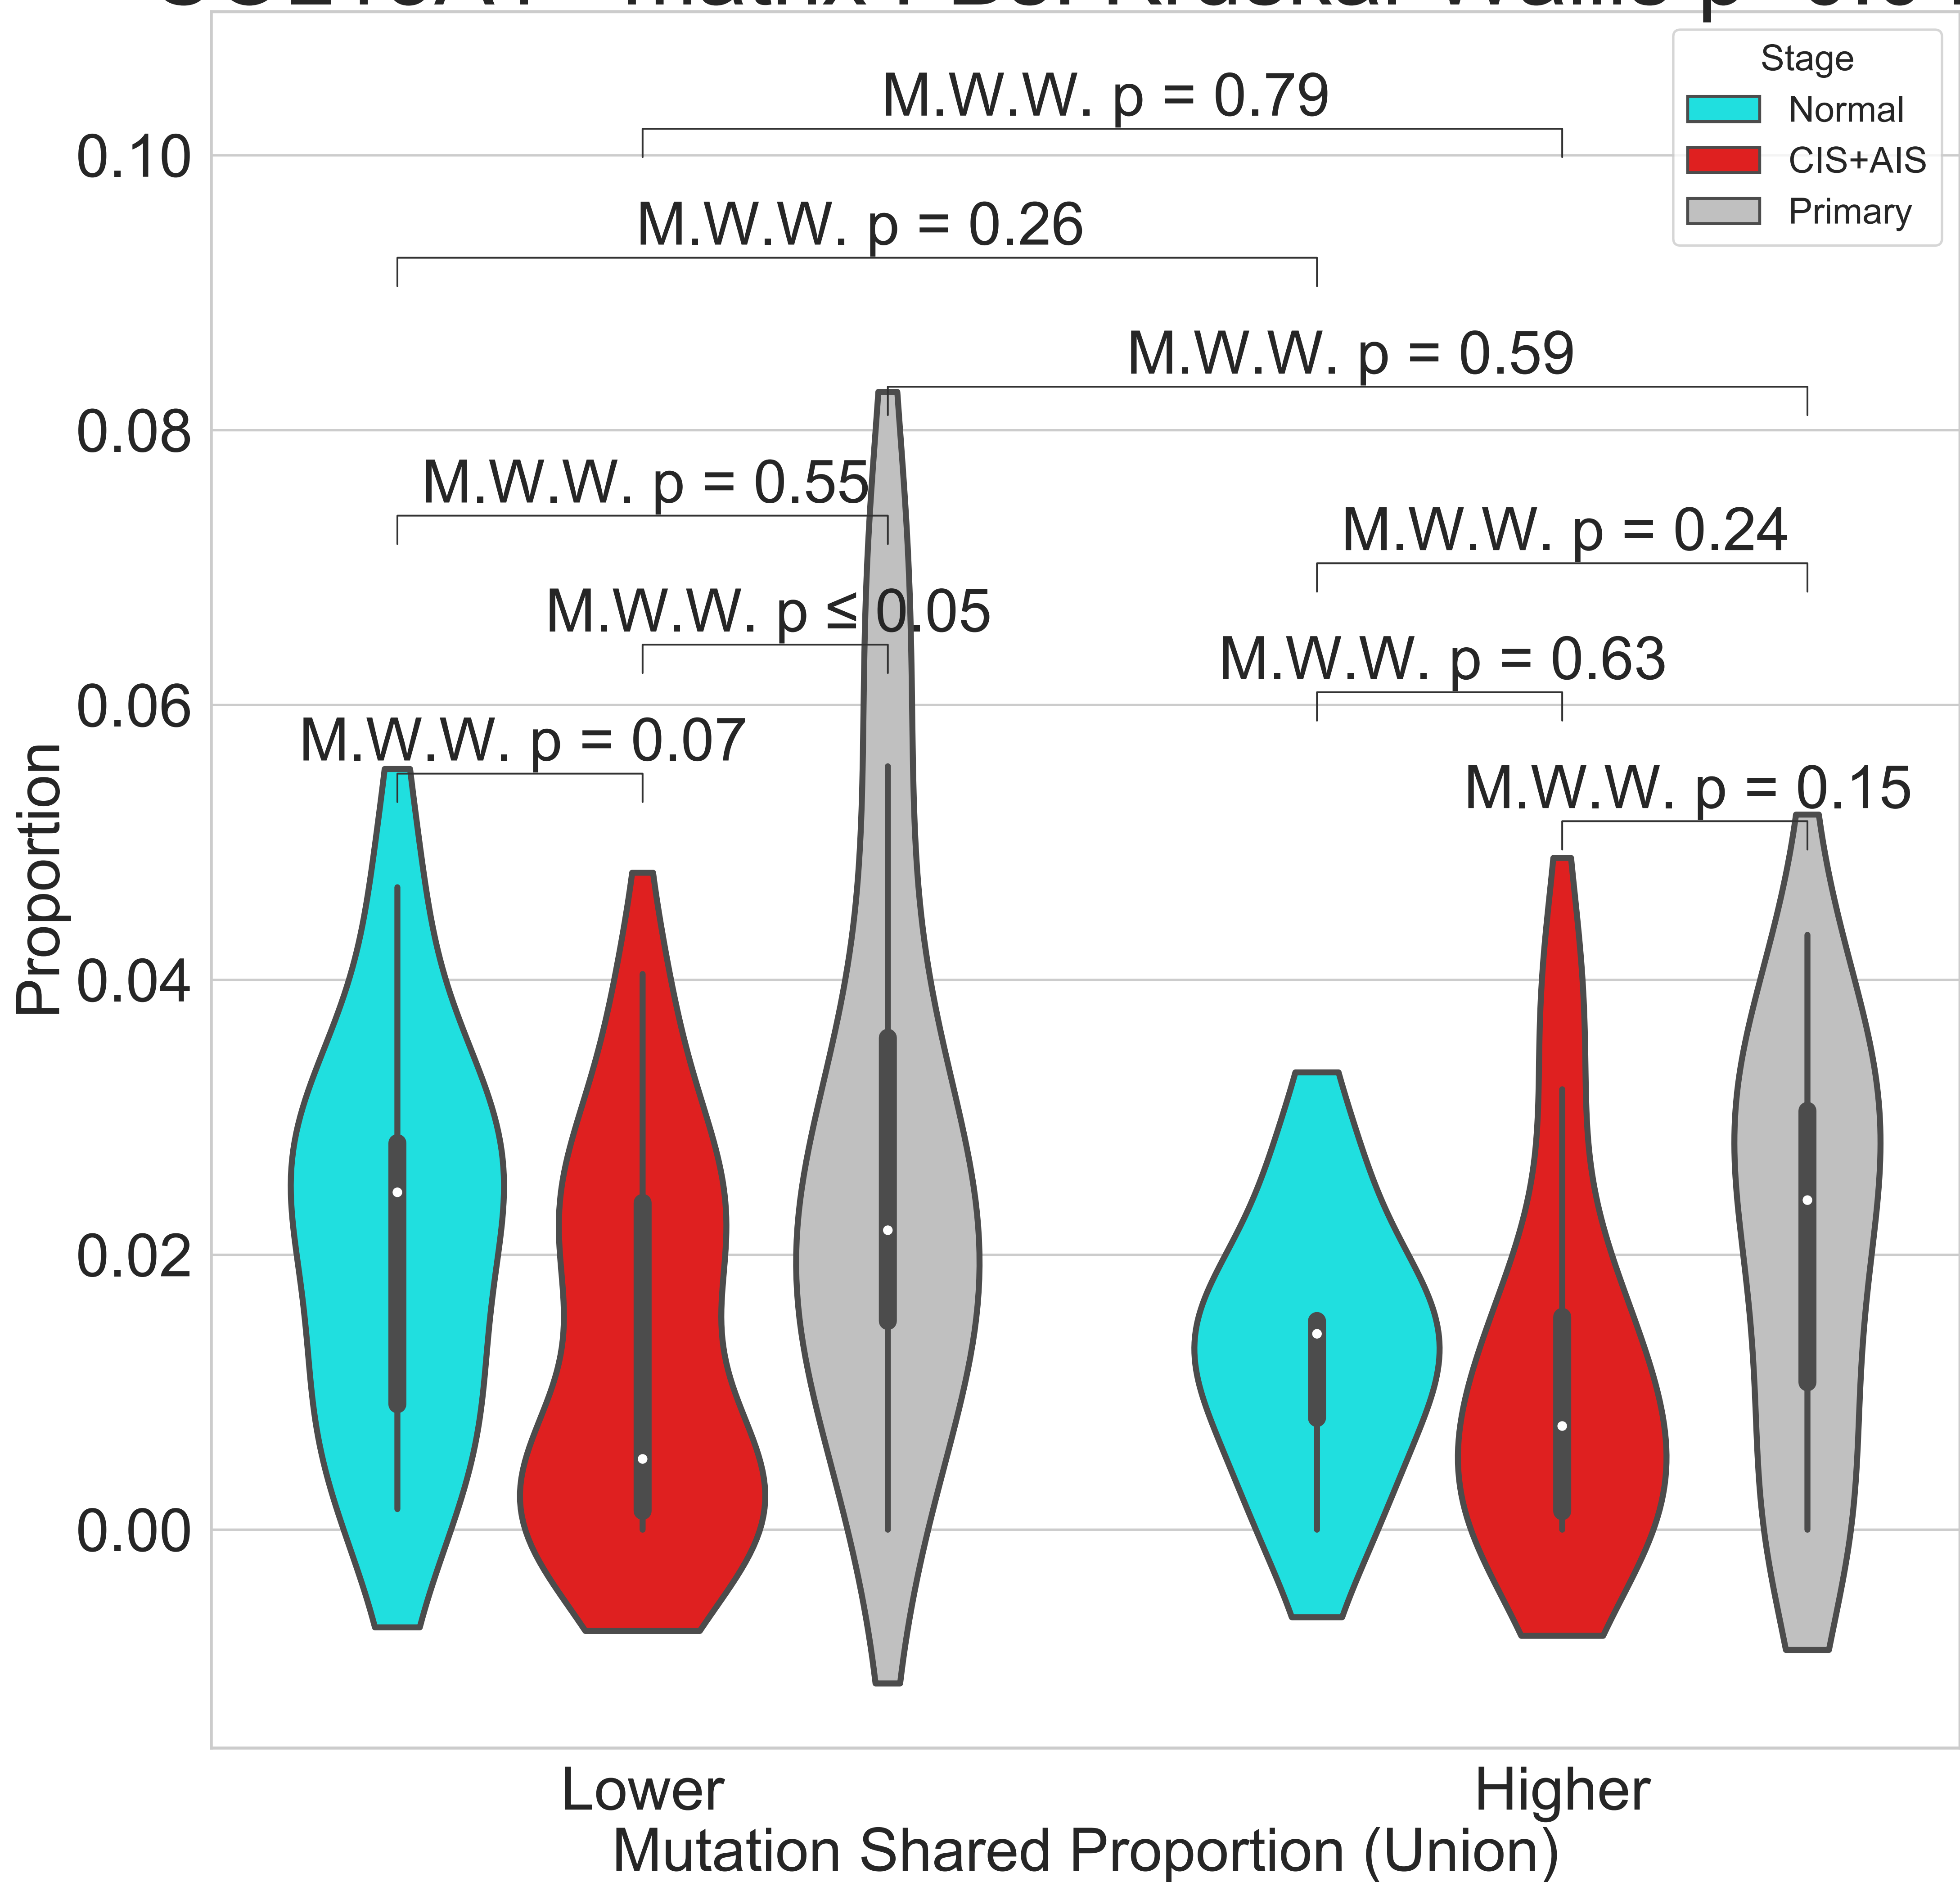 Stage
Normal
CIS+AIS
Primary
M.W.W. p = 0.79
M.W.W. p = 0.26
M.W.W. p = 0.59
M.W.W. p = 0.55
M.W.W. p = 0.24
M.W.W. p ≤ 0.05
M.W.W. p = 0.63
M.W.W. p = 0.07
M.W.W. p = 0.15
0.10
0.08
0.06
0.04
0.02
0.00
Proportion
Lower
Higher
Mutation Shared Proportion (Union)